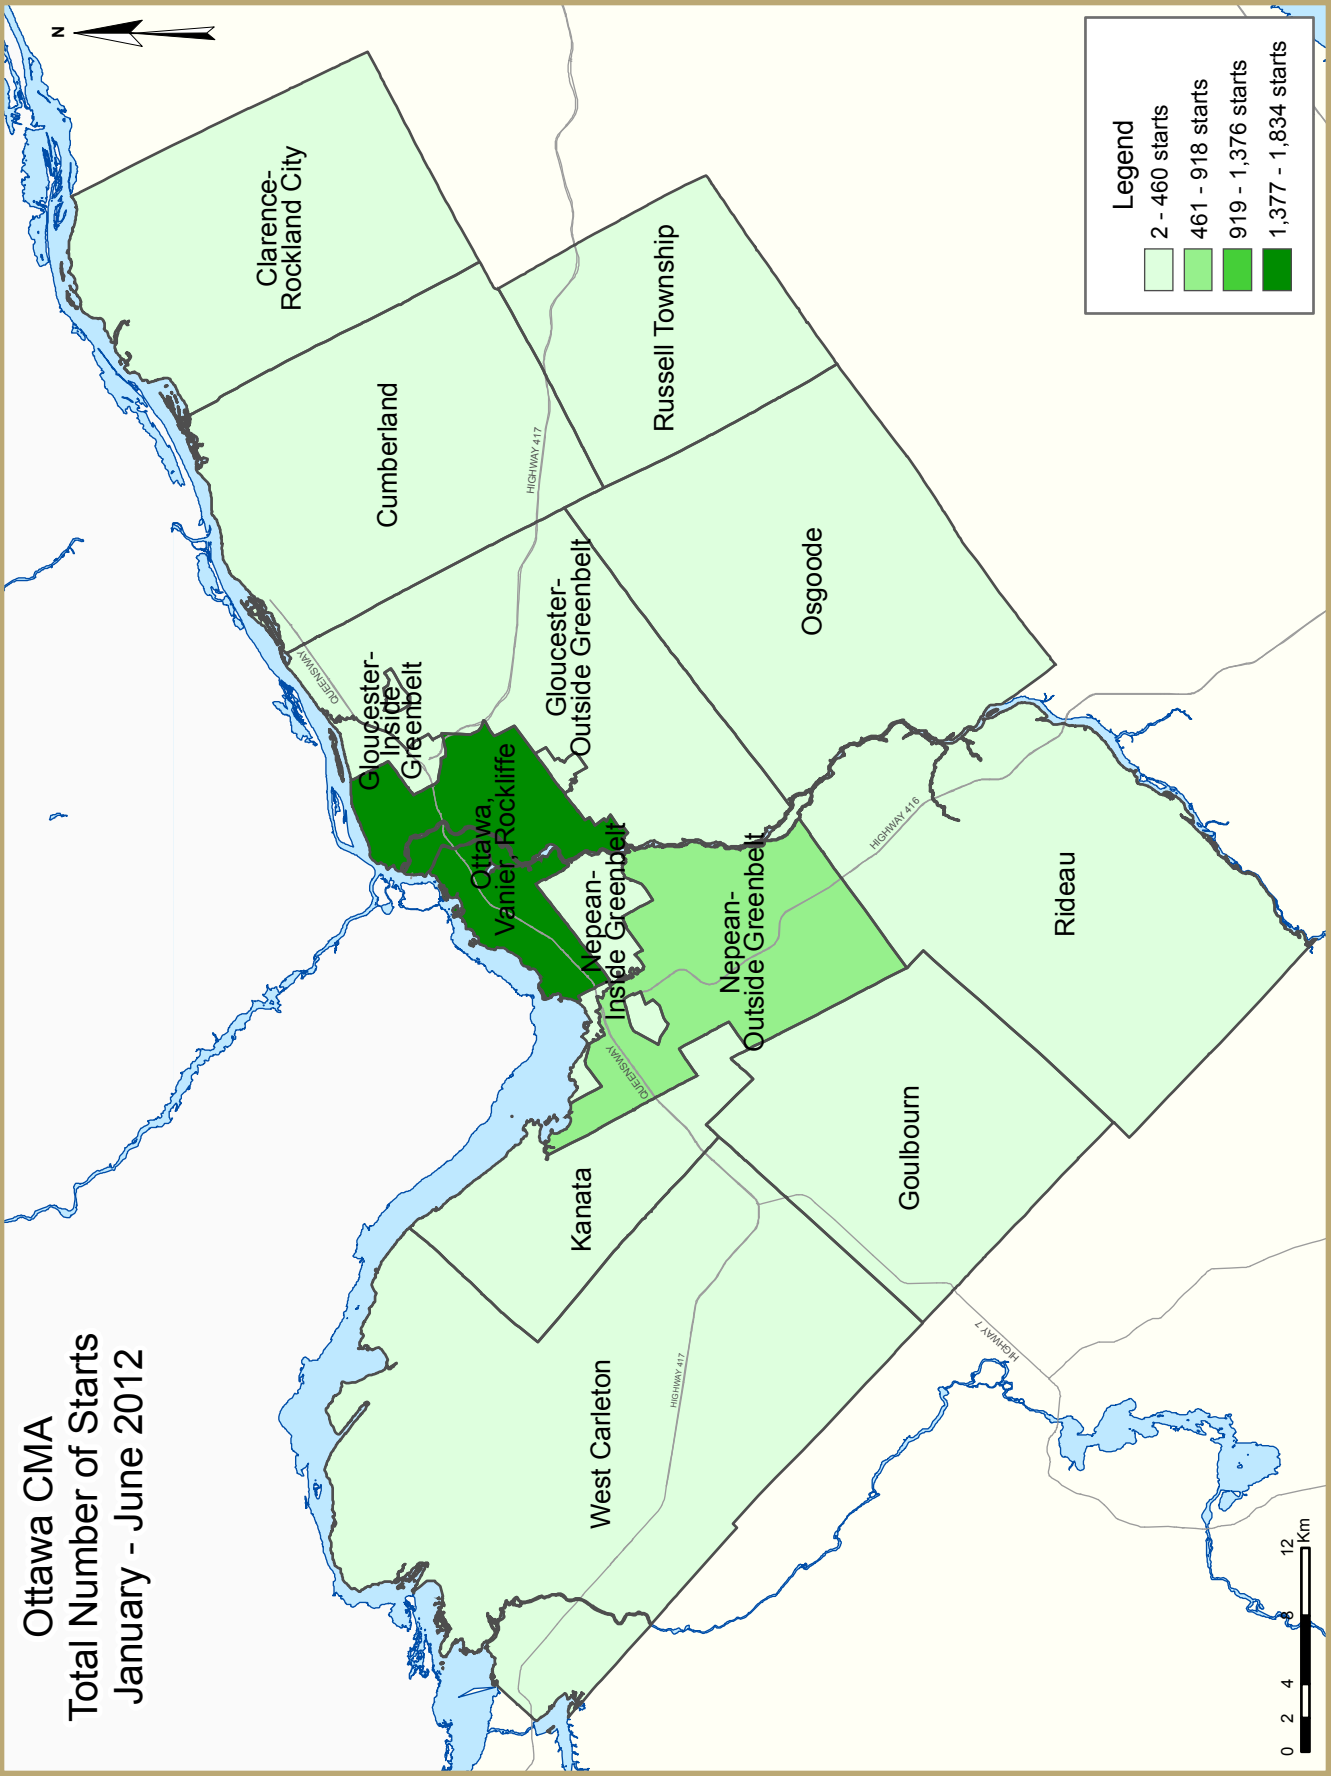 Ottawa CMA
Total Number of Starts
January - June 2012
N
Clarence-
Rockland City
Cumberland
Russell Township
HIGHWAY 417
QUEENSWAY
Gloucester-
Inside
Greenbelt
Gloucester-
Outside Greenbelt
Osgoode
Ottawa,
Vanier, Rockliffe
Nepean-
Inside Greenbelt
Nepean-
Outside Greenbelt
QUEENSWAY
HIGHWAY 416
Rideau
Kanata
Goulbourn
West Carleton
HIGHWAY 417
HIGHWAY 7
Legend
2 - 460 starts
461 - 918 starts
919 - 1,376 starts
1,377 - 1,834 starts
0 2 4 8 12
Km